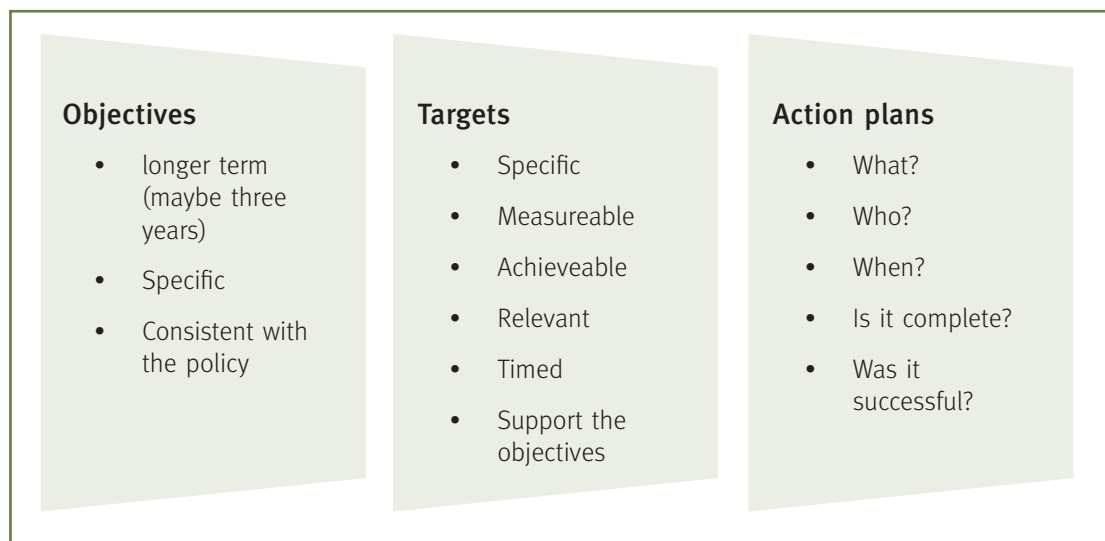 Objectives
• longer term
(maybe three
years)
• Specific
• Consistent with
the policy
Targets
• Specific
• Measureable
• Achieveable
• Relevant
• Timed
• Support the
objectives
Action plans
• What?
• Who?
• When?
• Is it complete?
• Was it
successful?